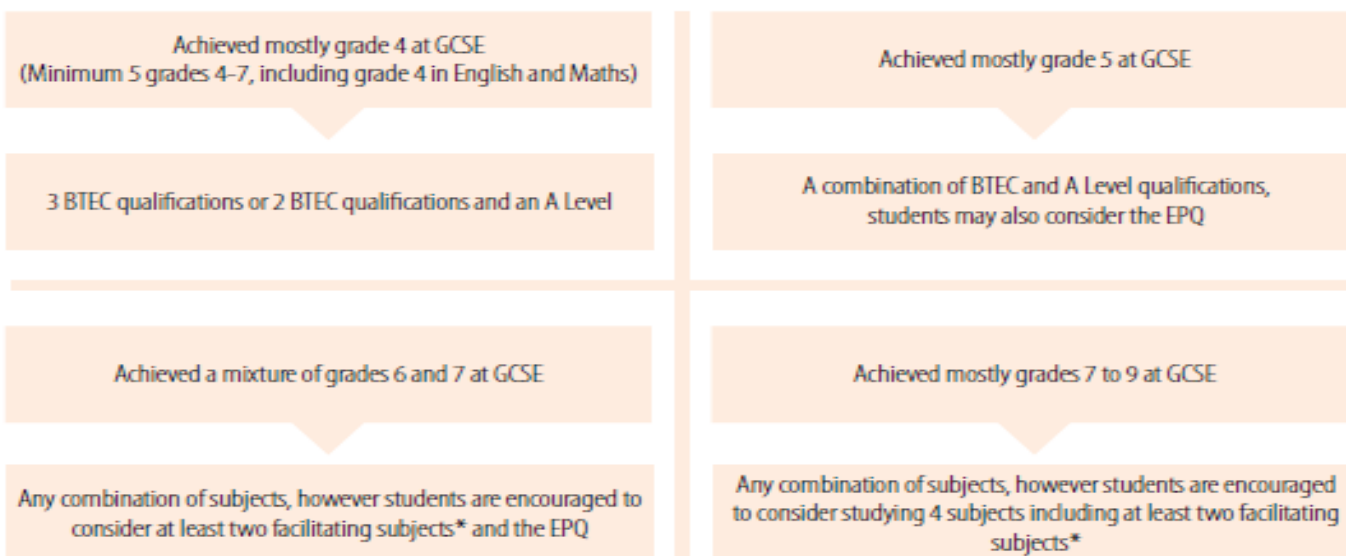 Achieved mostly grade 4 at GCSE
(Minimum 5 grades 4-7, including grade 4 in English and Maths)
3 BTEC qualifications or 2 BTEC qualifications and an A Level
Achieved mostly grade 5 at GCSE
A combination of BTEC and A Level qualifications,
students may also consider the EPQ
Achieved a mixture of grades 6 and 7 at GCSE
Any combination of subjects, however students are encouraged to
consider at least two facilitating subjects* and the EPQ
Achieved mostly grades 7 to 9 at GCSE
Any combination of subjects, however students are encouraged
to consider studying 4 subjects including at least two facilitating
subjects*